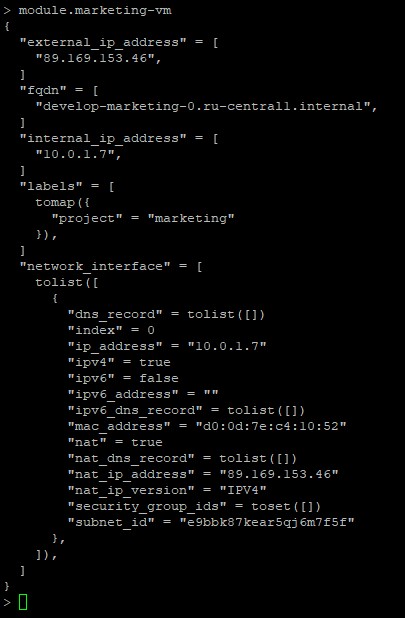 > module.marketing-vm
{
  "external_ip_address" = [
    "89.169.153.46",
  ]
  "fqdn" = [
    "develop-marketing-0.ru-central1.internal",
  ]
  "internal_ip_address" = [
    "10.0.1.7",
  ]
  "labels" = [
    tomap({
      "project" = "marketing"
    }),
  ]
  "network_interface" = [
    tolist([
      {
        "dns_record" = tolist([])
        "index" = 0
        "ip_address" = "10.0.1.7"
        "ipv4" = true
        "ipv6" = false
        "ipv6_address" = ""
        "ipv6_dns_record" = tolist([])
        "mac_address" = "d0:0d:7e:c4:10:52"
        "nat" = true
        "nat_dns_record" = tolist([])
        "nat_ip_address" = "89.169.153.46"
        "nat_ip_version" = "IPV4"
        "security_group_ids" = toset([])
        "subnet_id" = "e9bbk87kear5qj6m7f5f"
      },
    ]),
  ]
}
>